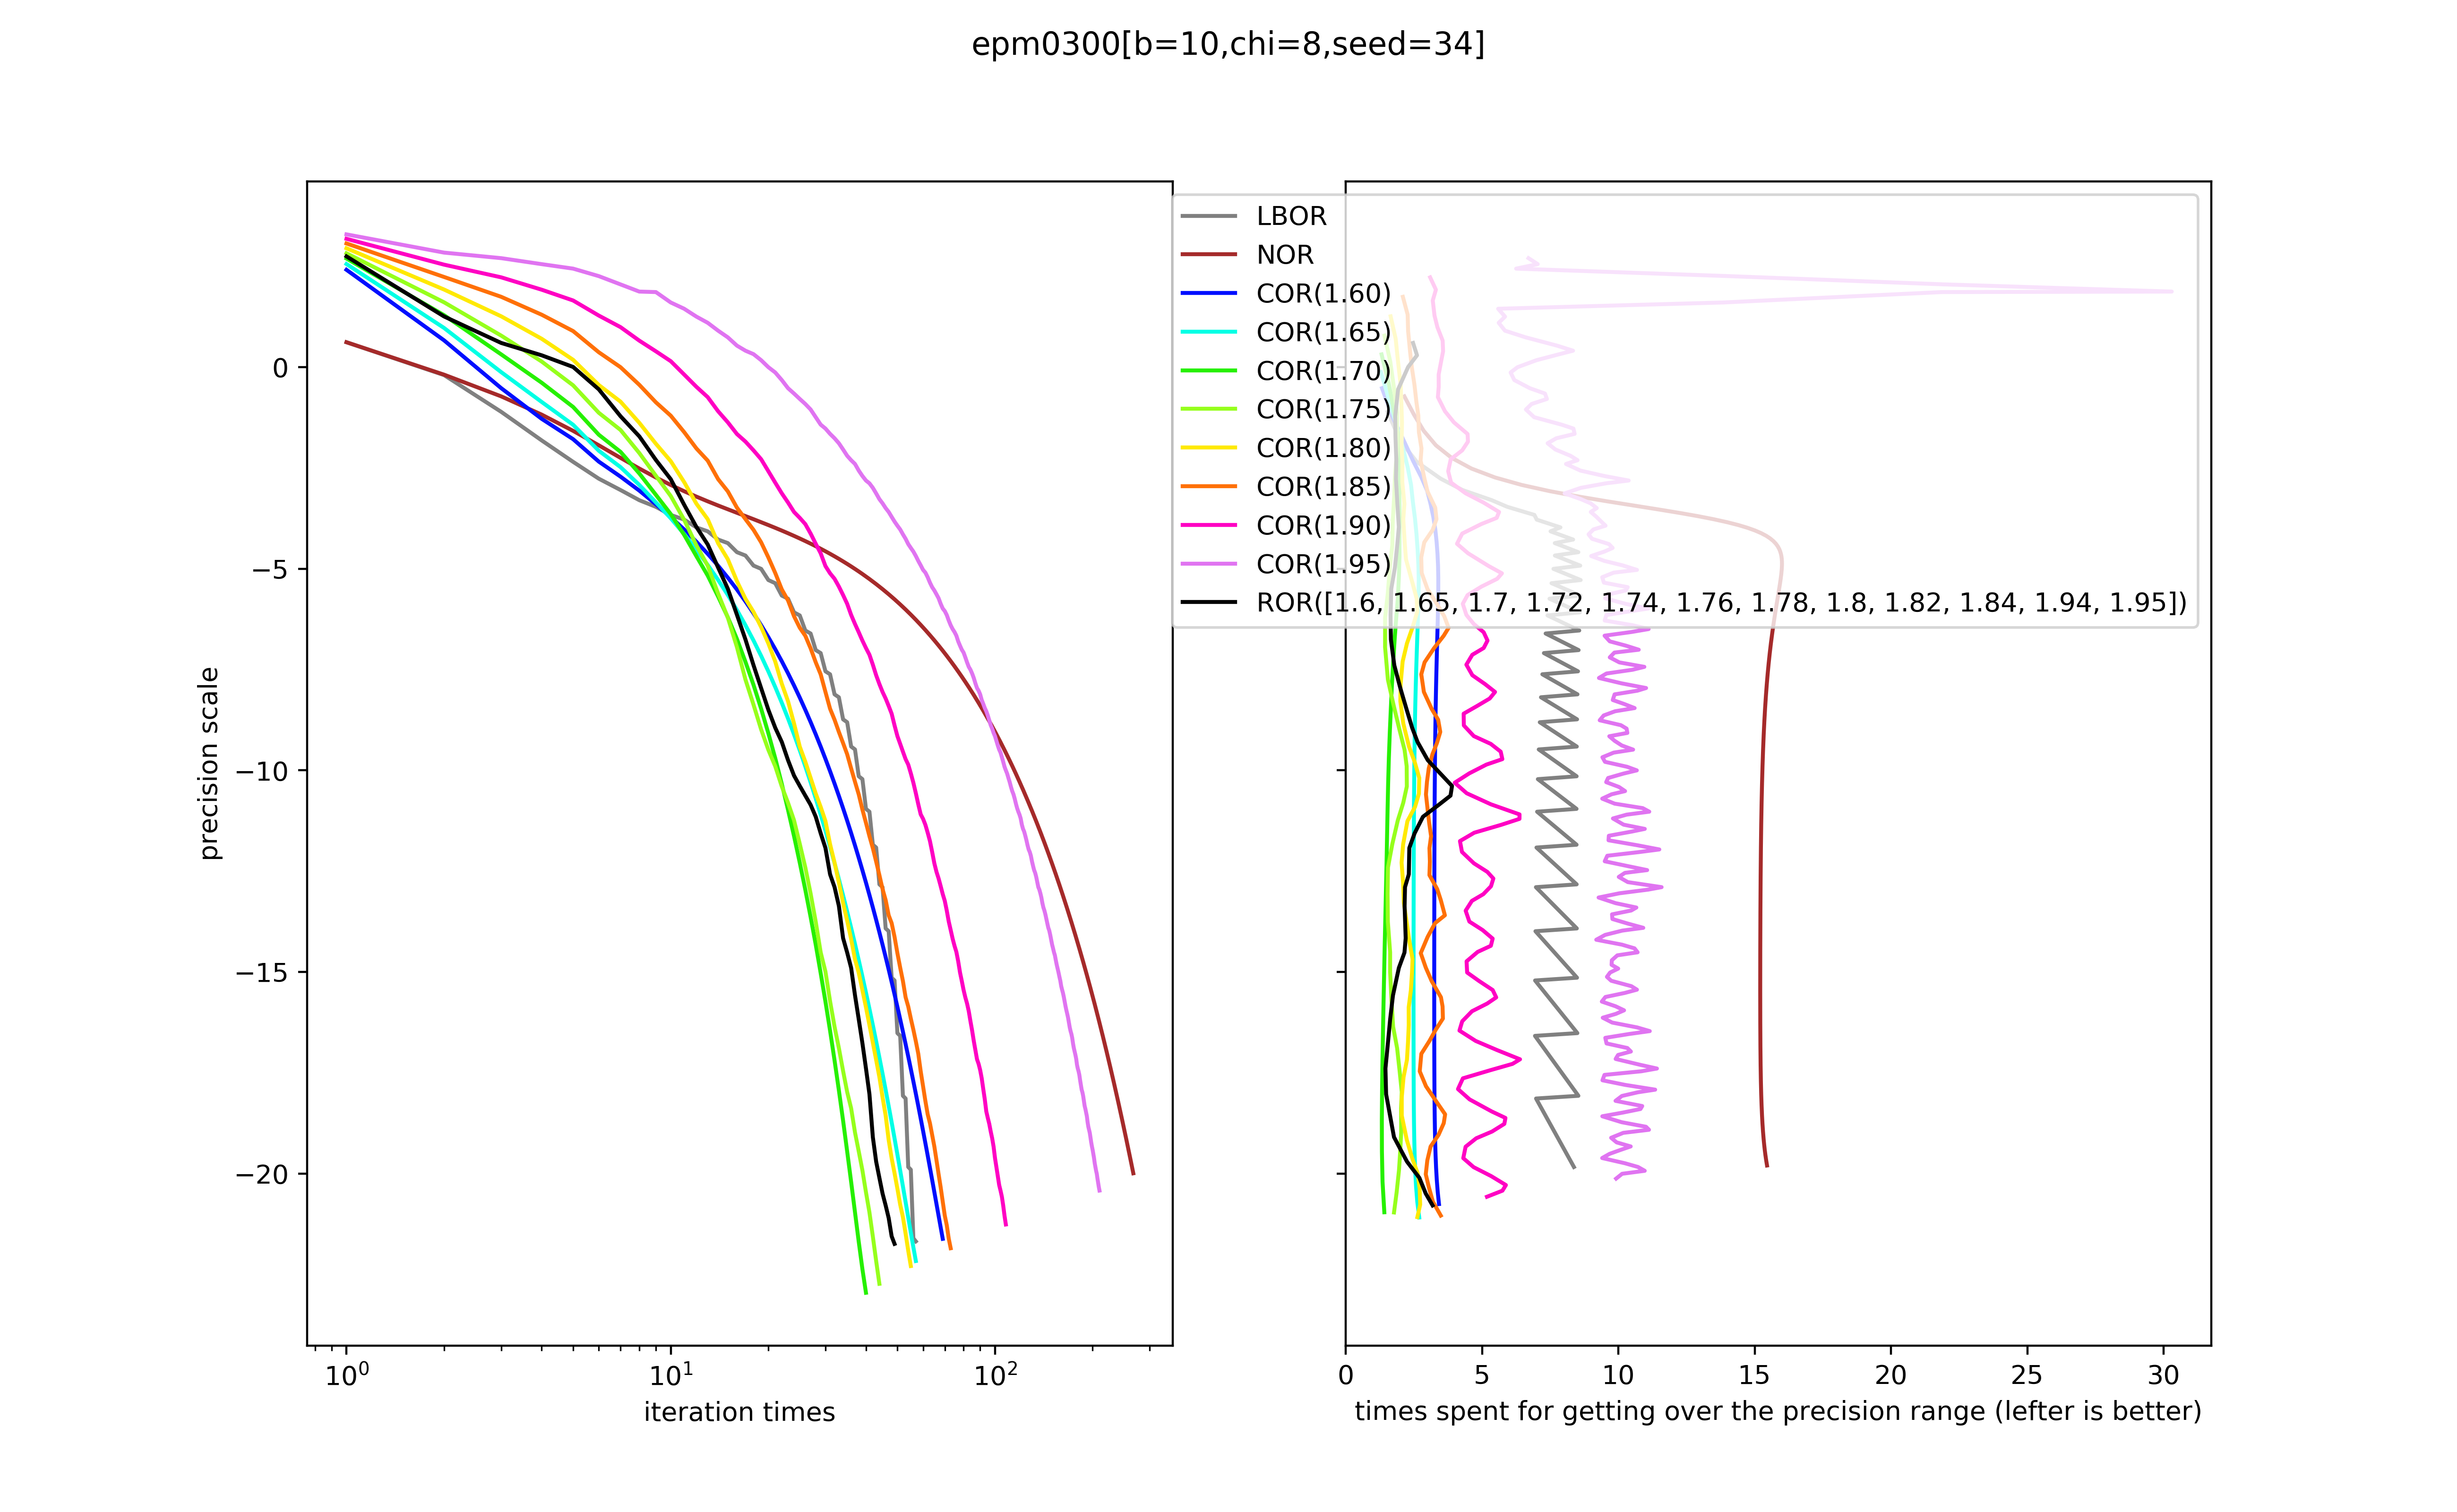 epm0300[b=10,chi=8,seed=34]
precision scale
0
−5
−10
−15
−20
10⁰ 10¹ 10²
iteration times
LBOR
NOR
COR(1.60)
COR(1.65)
COR(1.70)
COR(1.75)
COR(1.80)
COR(1.85)
COR(1.90)
COR(1.95)
ROR([1.6, 1.65, 1.7, 1.72, 1.74, 1.76, 1.78, 1.8, 1.82, 1.84, 1.94, 1.95])
0 5 10 15 20 25 30
times spent for getting over the precision range (lefter is better)